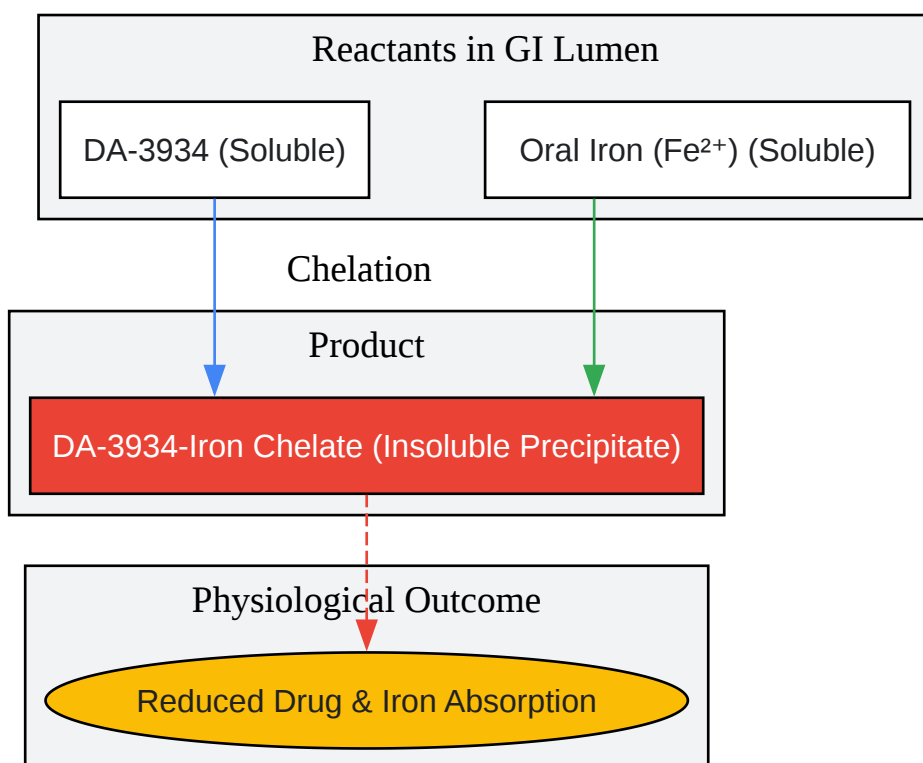 Reactants in GI Lumen
DA-3934 (Soluble)
Oral Iron (Fe²⁺) (Soluble)
Chelation
Product
DA-3934-Iron Chelate (Insoluble Precipitate)
Physiological Outcome
Reduced Drug & Iron Absorption